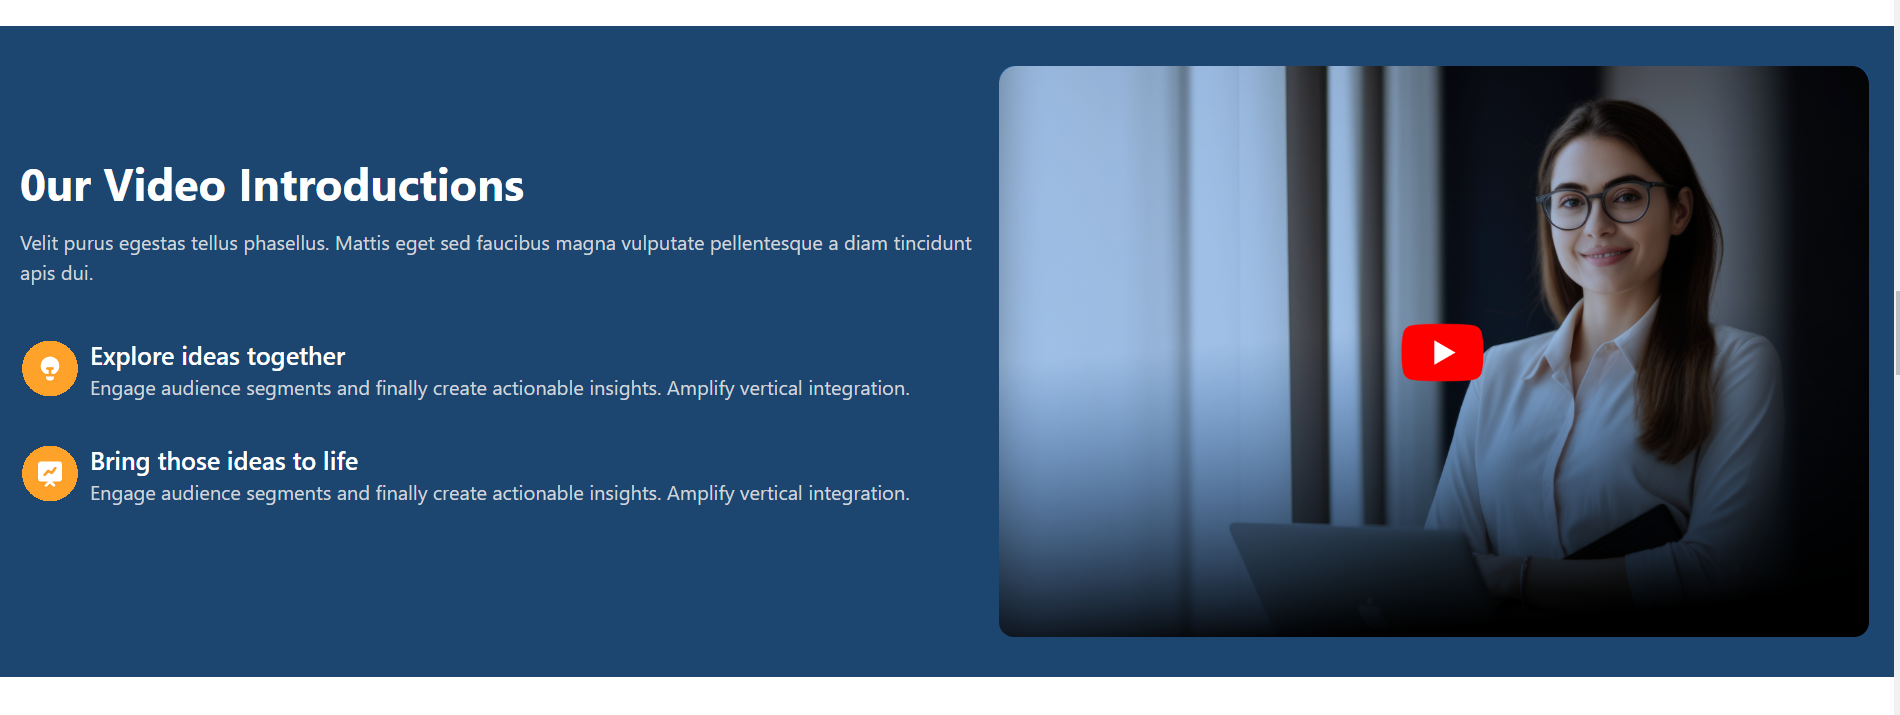 0ur Video Introductions
Velit purus egestas tellus phasellus. Mattis eget sed faucibus magna vulputate pellentesque a diam tincidunt
apis dui.
Explore ideas together
Engage audience segments and finally create actionable insights. Amplify vertical integration.
Bring those ideas to life
Engage audience segments and finally create actionable insights. Amplify vertical integration.